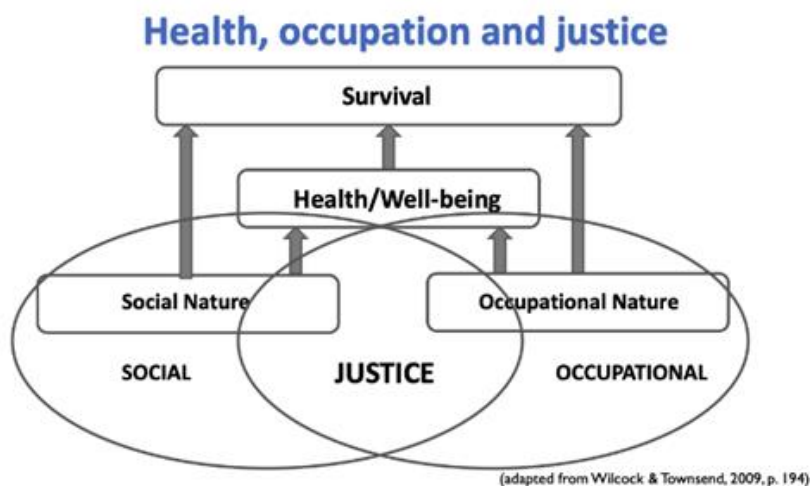 Health, occupation and justice
Survival
Health/Well-being
Social Nature
Occupational Nature
SOCIAL
JUSTICE
OCCUPATIONAL
(adapted from Wilcock & Townsend, 2009, p. 194)